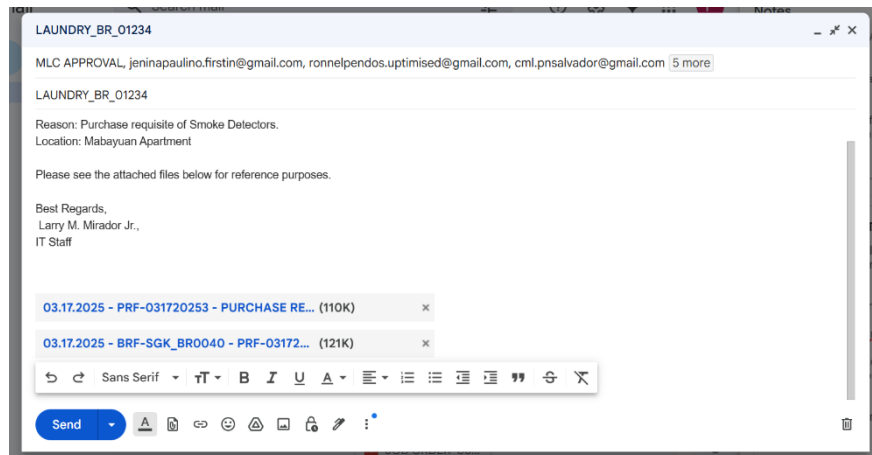 Search mail
Notes
LAUNDRY_BR_01234
MLC APPROVAL, jeninapaulino.firstin@gmail.com, ronnelpendos.uptimised@gmail.com, cml.pnsalvador@gmail.com 5 more
LAUNDRY_BR_01234
Reason: Purchase requisite of Smoke Detectors.
Location: Mabayuan Apartment
Please see the attached files below for reference purposes.
Best Regards,
Larry M. Mirador Jr.,
IT Staff
03.17.2025 - PRF-031720253 - PURCHASE RE... (110K)
03.17.2025 - BRF-SGK_BR0040 - PRF-03172... (121K)
Sans Serif
Send